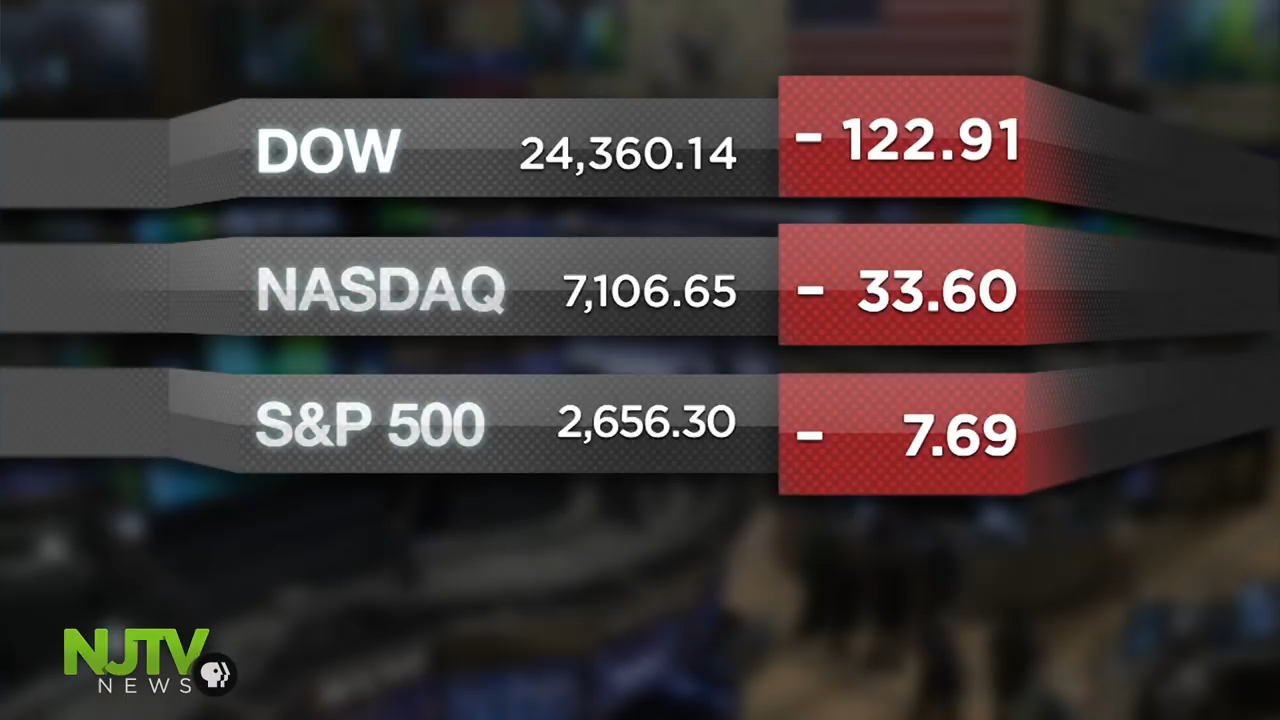 DOW 24,360.14 - 122.91
NASDAQ 7,106.65 - 33.60
S&P 500 2,656.30 - 7.69
NJTV
NEWS